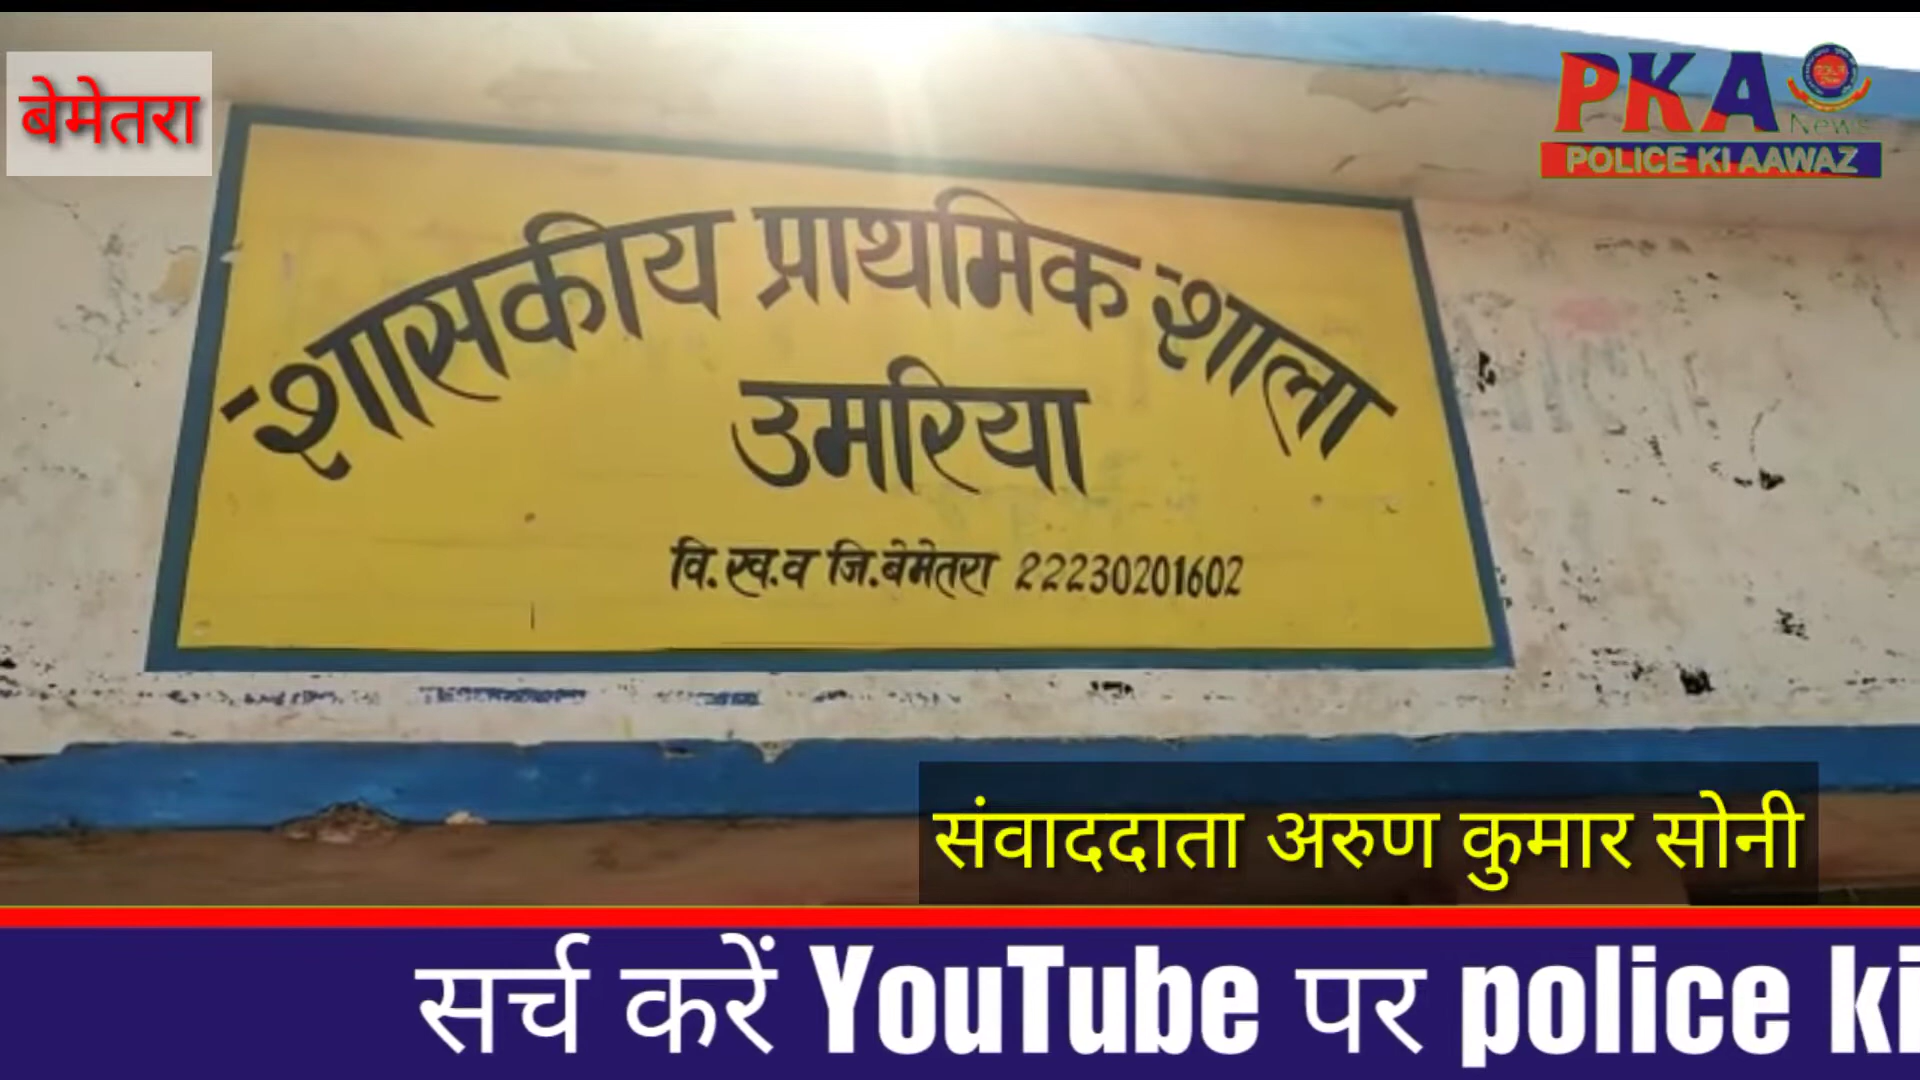 बेमेतरा
PKA
News
POLICE KI AAWAZ
शासकीय प्राथमिक शाला
उमरिया
वि.ख.व जि.बेमेतरा 22230201602
संवाददाता अरुण कुमार सोनी
सर्च करें YouTube पर police ki